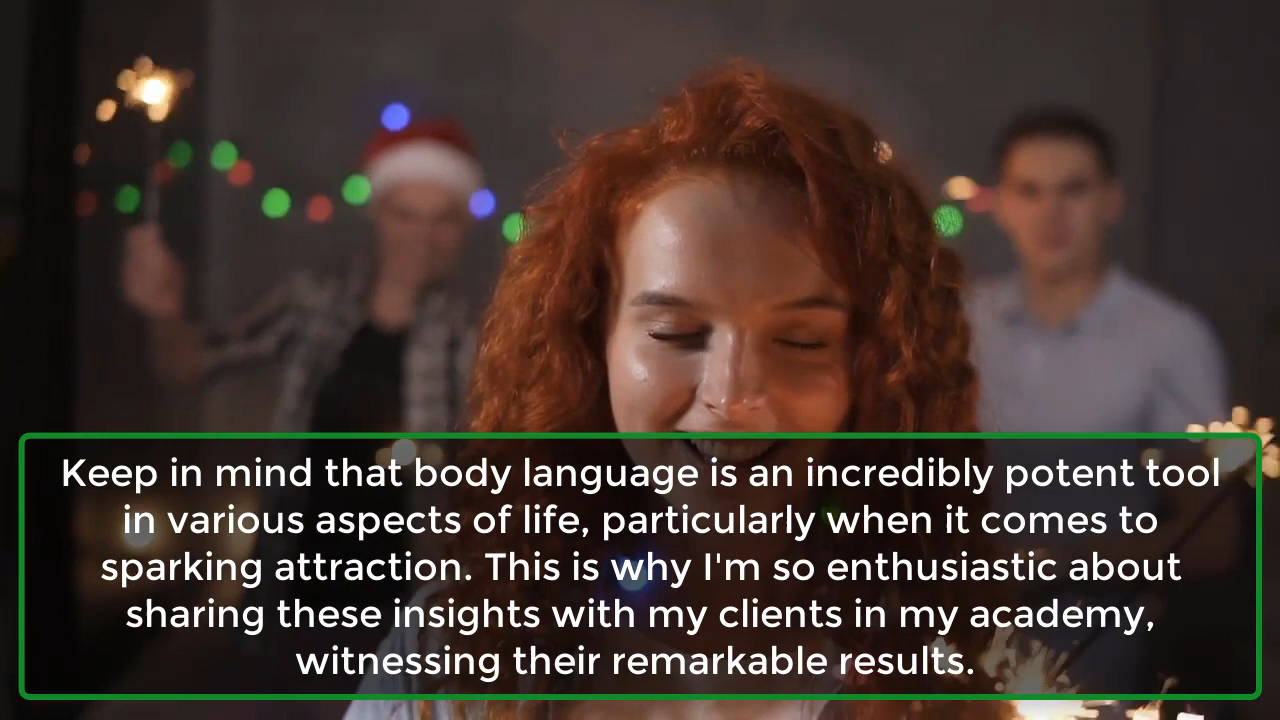 Keep in mind that body language is an incredibly potent tool
in various aspects of life, particularly when it comes to
sparking attraction. This is why I'm so enthusiastic about
sharing these insights with my clients in my academy,
witnessing their remarkable results.